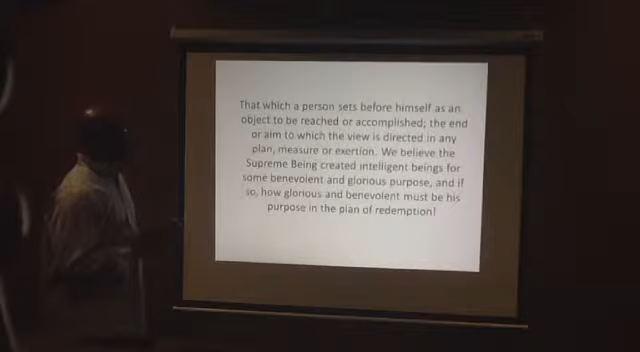 That which a person sets before himself as an
object to be reached or accomplished; the end
or aim to which the view is directed in any
plan, measure or exertion. We believe the
Supreme Being created intelligent beings for
some benevolent and glorious purpose, and if
so, how glorious and benevolent must be his
purpose in the plan of redemption!